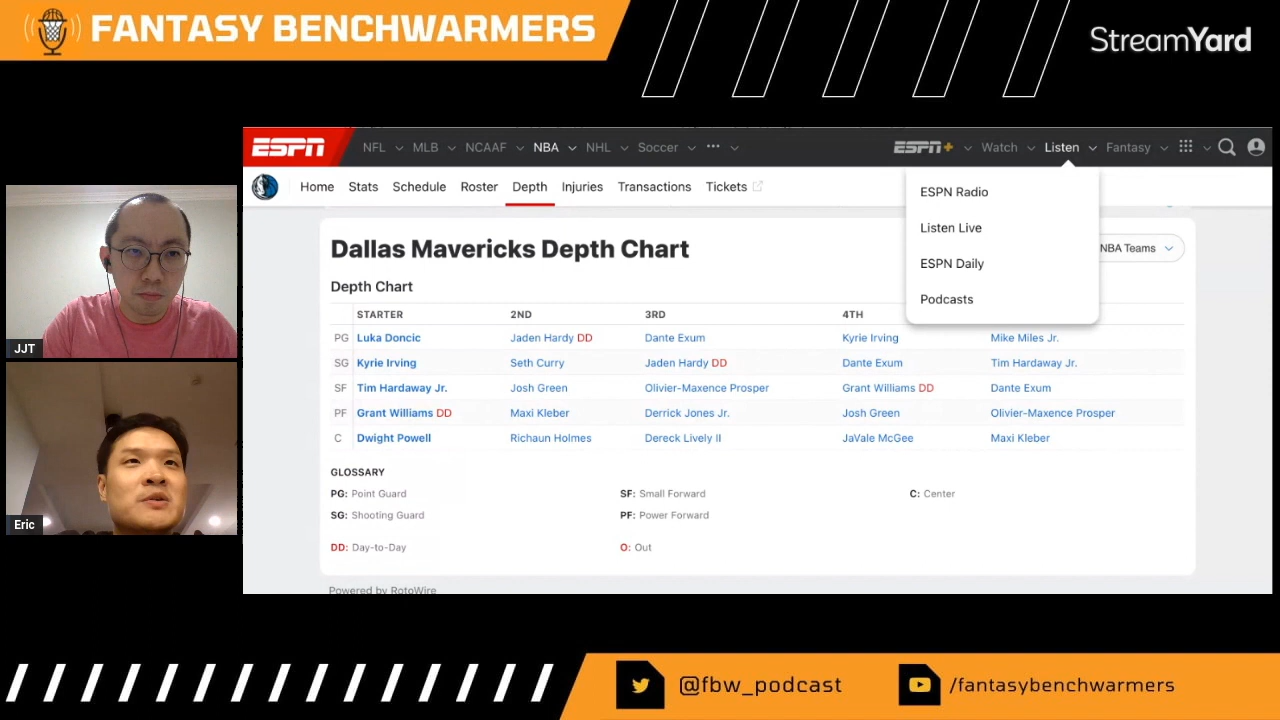 FANTASY BENCHWARMERS
StreamYard
ESPN NFL MLB NCAAF NBA NHL Soccer ••• ESPN+ Watch Listen Fantasy
Home Stats Schedule Roster Depth Injuries Transactions Tickets
ESPN Radio
Listen Live
ESPN Daily
Podcasts
Dallas Mavericks Depth Chart
NBA Teams
Depth Chart
STARTER 2ND 3RD 4TH
PG Luka Doncic Jaden Hardy DD Dante Exum Kyrie Irving Mike Miles Jr.
SG Kyrie Irving Seth Curry Jaden Hardy DD Dante Exum Tim Hardaway Jr.
SF Tim Hardaway Jr. Josh Green Olivier-Maxence Prosper Grant Williams DD Dante Exum
PF Grant Williams DD Maxi Kleber Derrick Jones Jr. Josh Green Olivier-Maxence Prosper
C Dwight Powell Richaun Holmes Dereck Lively II JaVale McGee Maxi Kleber
GLOSSARY
PG: Point Guard SF: Small Forward C: Center
SG: Shooting Guard PF: Power Forward
DD: Day-to-Day O: Out
Powered by RotoWire
JJT
Eric
@fbw_podcast /fantasybenchwarmers